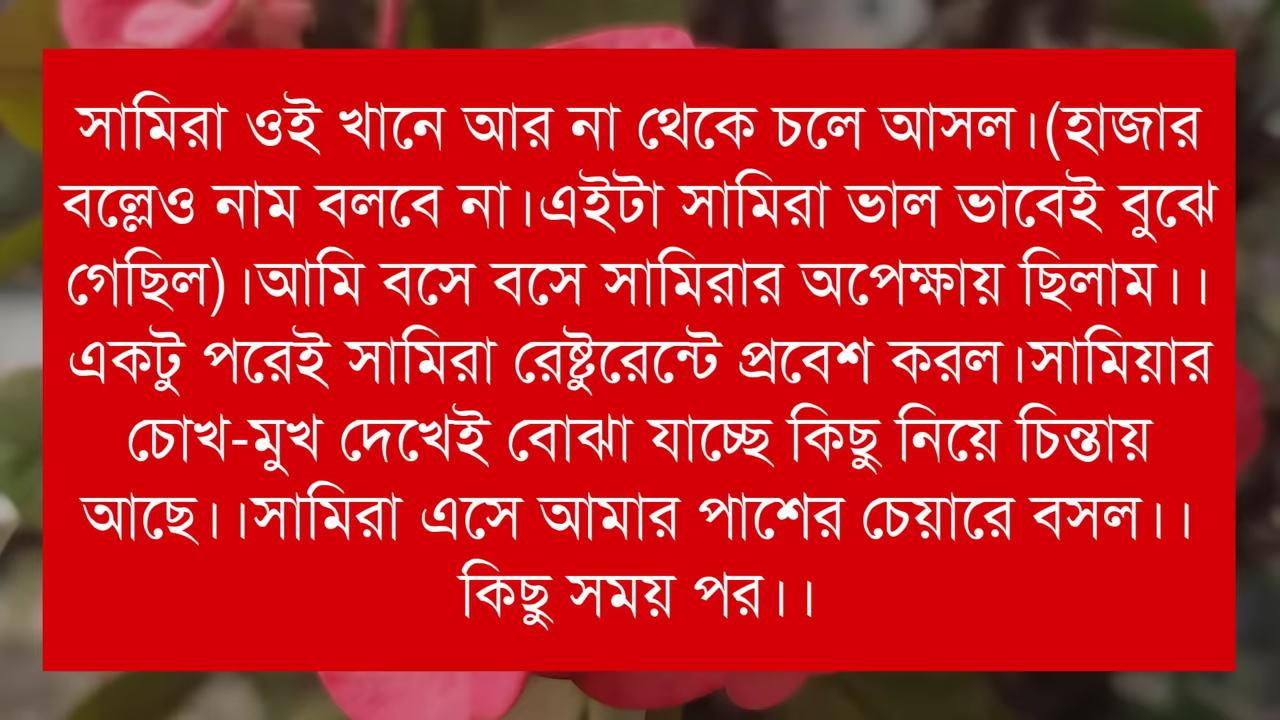 সামিরা ওই খানে আর না থেকে চলে আসল।(হাজার
বল্লেও নাম বলবে না।এইটা সামিরা ভাল ভাবেই বুঝে
গেছিল)।আমি বসে বসে সামিরার অপেক্ষায় ছিলাম।।
একটু পরেই সামিরা রেষ্টুরেন্টে প্রবেশ করল।সামিয়ার
চোখ-মুখ দেখেই বোঝা যাচ্ছে কিছু নিয়ে চিন্তায়
আছে।।সামিরা এসে আমার পাশের চেয়ারে বসল।।
কিছু সময় পর।।